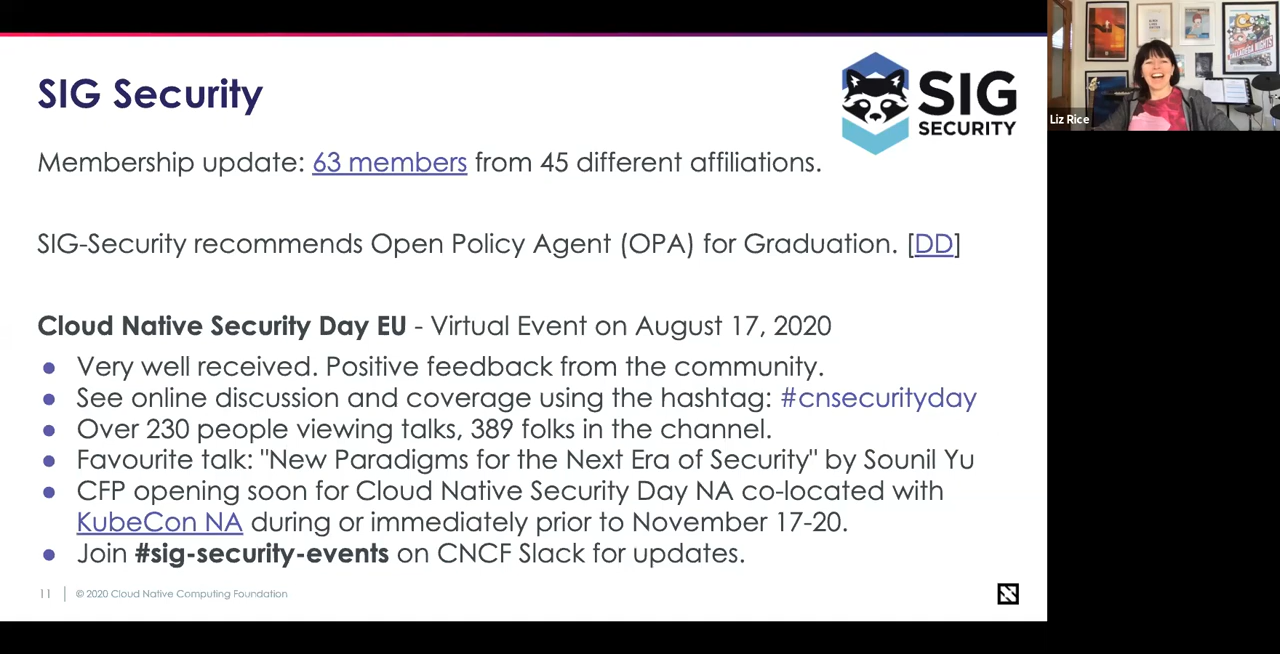 SIG Security
SIG
SECURITY
Liz Rice
Membership update: 63 members from 45 different affiliations.
SIG-Security recommends Open Policy Agent (OPA) for Graduation. [DD]
Cloud Native Security Day EU - Virtual Event on August 17, 2020
● Very well received. Positive feedback from the community.
● See online discussion and coverage using the hashtag: #cnsecurityday
● Over 230 people viewing talks, 389 folks in the channel.
● Favourite talk: "New Paradigms for the Next Era of Security" by Sounil Yu
● CFP opening soon for Cloud Native Security Day NA co-located with
KubeCon NA during or immediately prior to November 17-20.
● Join #sig-security-events on CNCF Slack for updates.
11 | © 2020 Cloud Native Computing Foundation